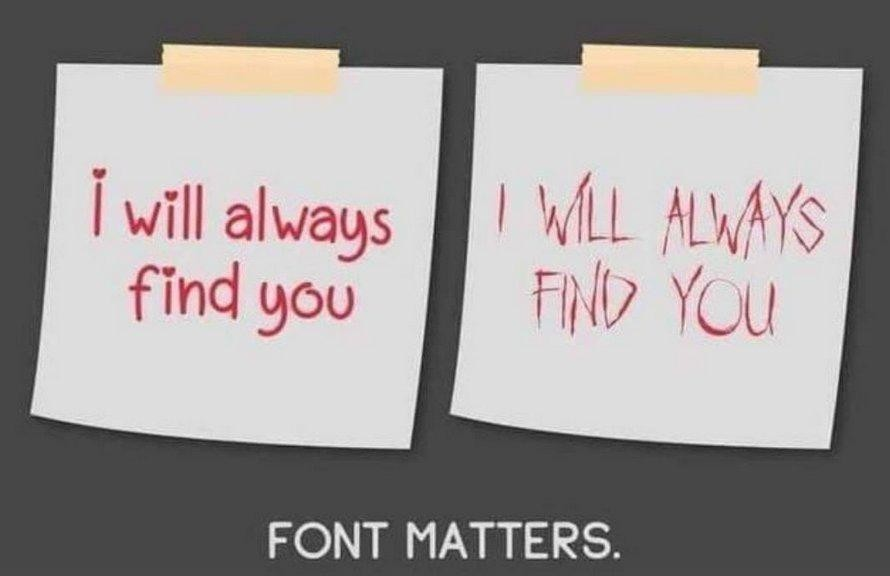 i will always
find you
I WILL ALWAYS
FIND YOU
FONT MATTERS.